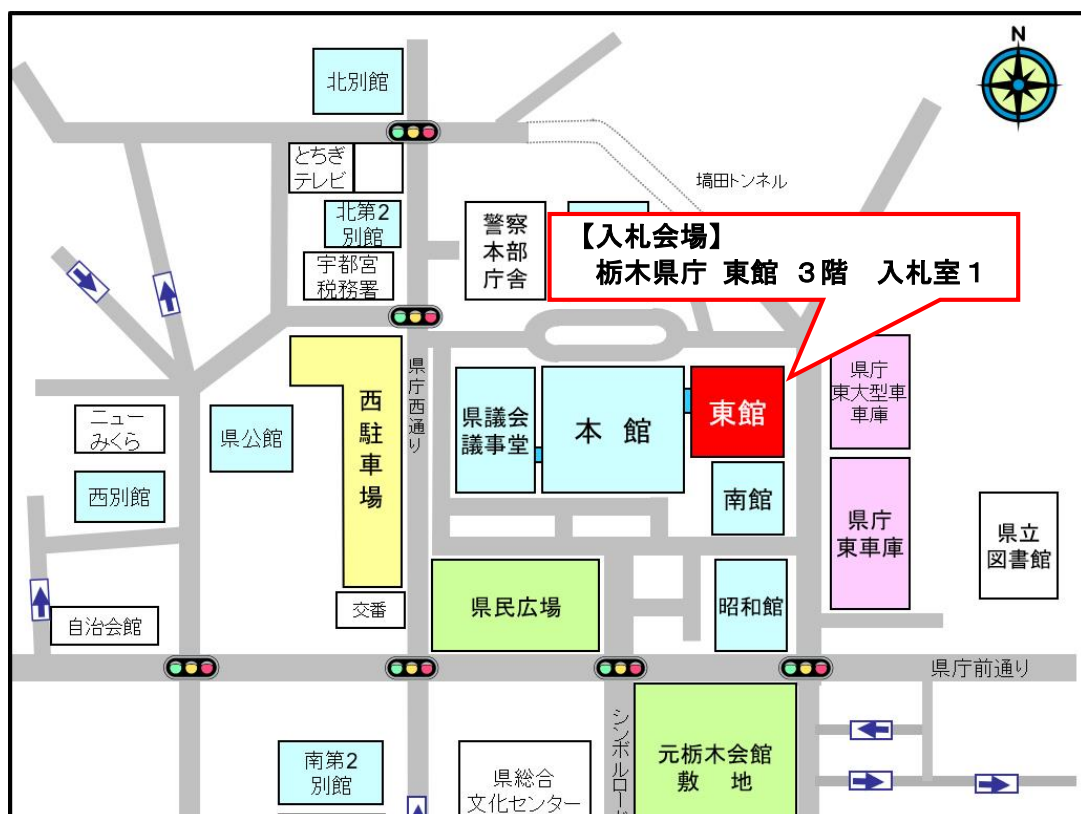 N
北別館
とちぎ
テレビ
塙田トンネル
北第2
別館
警察
本部
庁舎
【入札会場】
栃木県庁 東館 3階 入札室1
宇都宮
税務署
県庁西通り
西駐車場
県議会
議事堂
本館
東館
県庁
東大型車
車庫
ニュー
みくら
県公館
西別館
南館
県庁
東車庫
県立
図書館
県民広場
昭和館
交番
自治会館
県庁前通り
シンボルロード
元栃木会館
敷 地
南第2
別館
県総合
文化センター